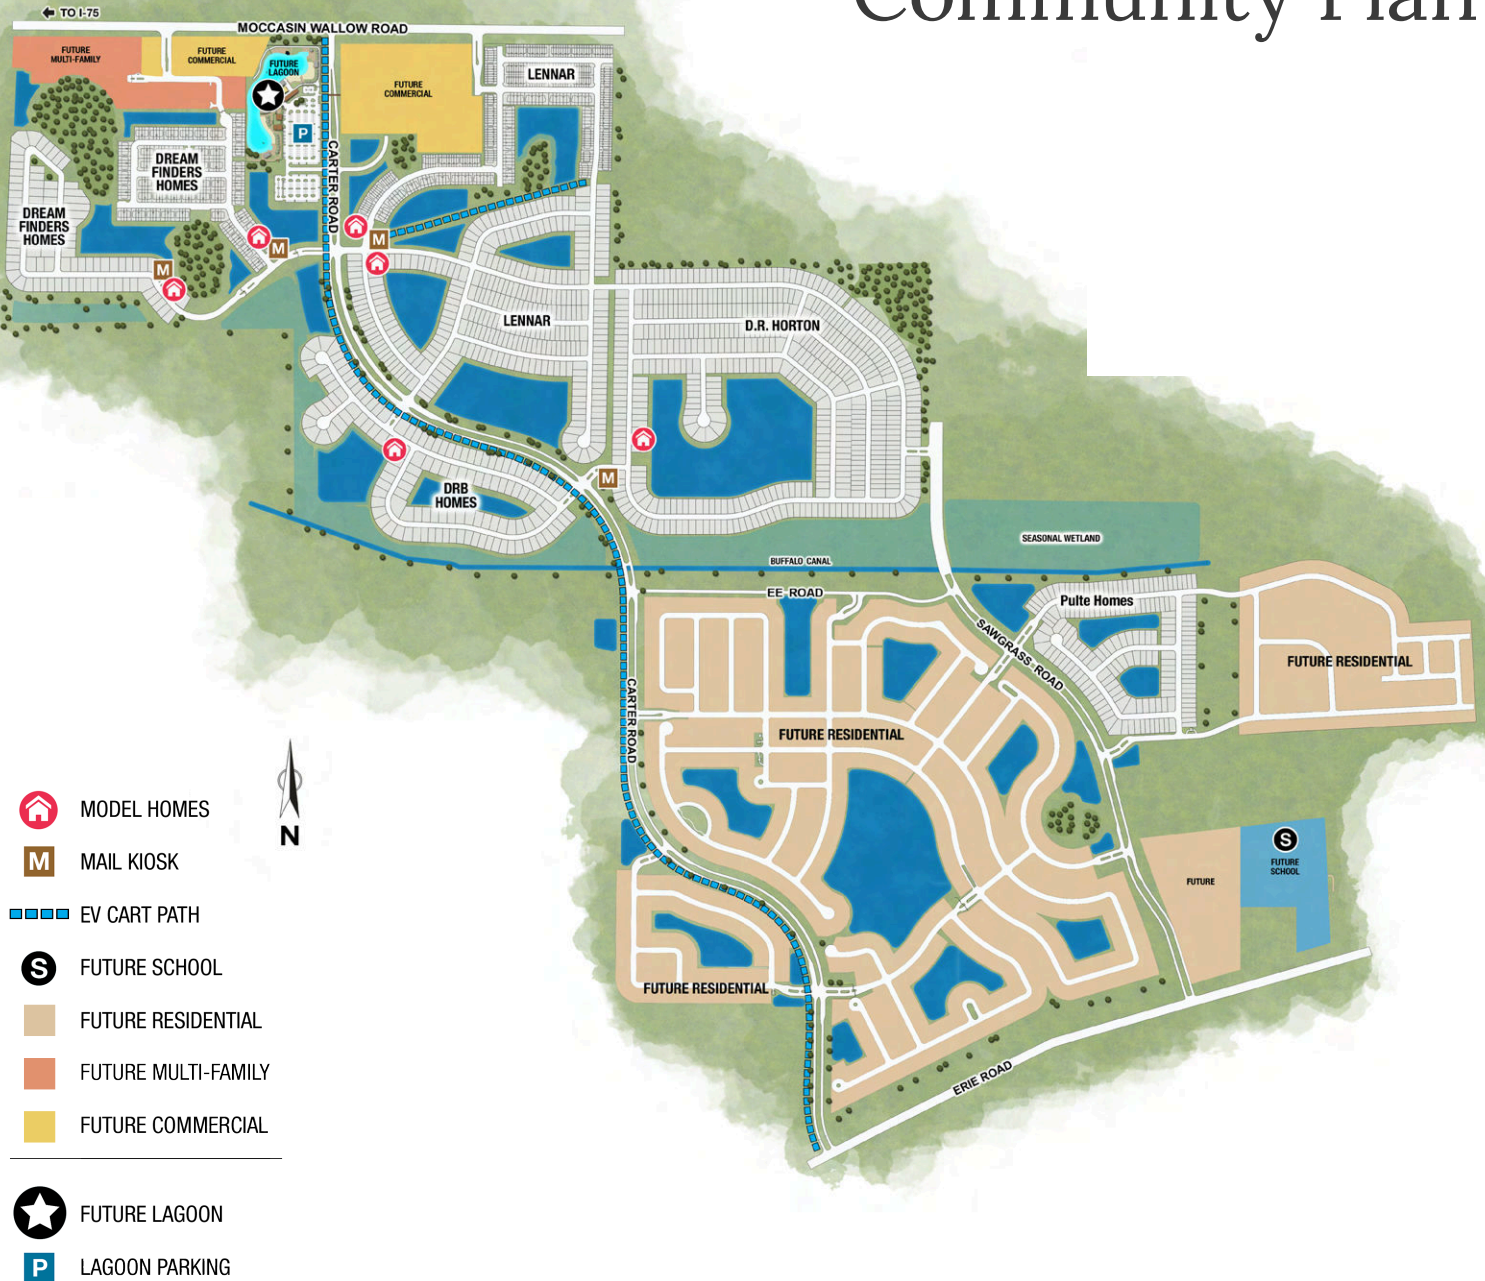 Community Plan
TO I-75
MOCCASIN WALLOW ROAD
FUTURE
MULTI-FAMILY
FUTURE
COMMERCIAL
FUTURE
LAGOON
FUTURE
COMMERCIAL
LENNAR
P
CARTER ROAD
DREAM
FINDERS
HOMES
DREAM
FINDERS
HOMES
M
M
M
LENNAR
D.R. HORTON
DRB
HOMES
M
SEASONAL WETLAND
BUFFALO CANAL
EE ROAD
Pulte Homes
SAWGRASS ROAD
FUTURE RESIDENTIAL
CARTER ROAD
FUTURE RESIDENTIAL
S
FUTURE
SCHOOL
FUTURE
FUTURE RESIDENTIAL
ERIE ROAD
N
MODEL HOMES
M MAIL KIOSK
EV CART PATH
S FUTURE SCHOOL
FUTURE RESIDENTIAL
FUTURE MULTI-FAMILY
FUTURE COMMERCIAL
FUTURE LAGOON
P LAGOON PARKING